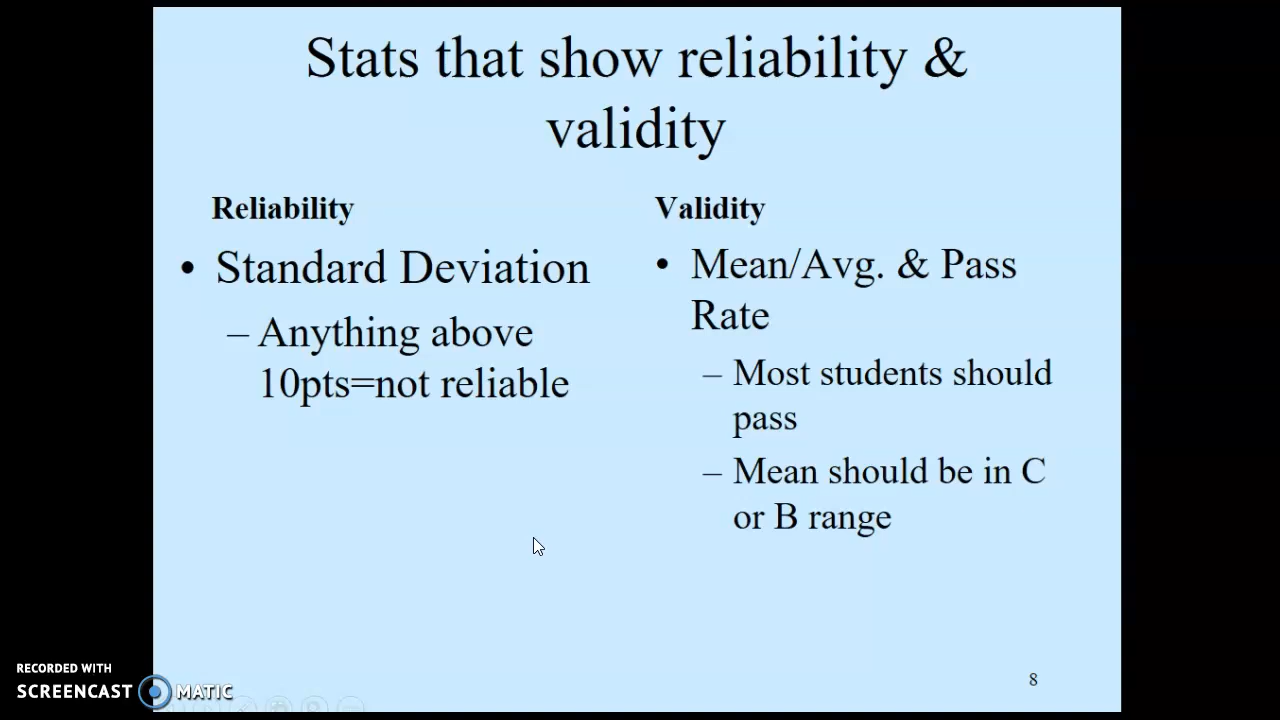 Stats that show reliability &
validity
Reliability
• Standard Deviation
– Anything above
10pts=not reliable
Validity
• Mean/Avg. & Pass
Rate
– Most students should
pass
– Mean should be in C
or B range
8
RECORDED WITH
SCREENCAST MATIC